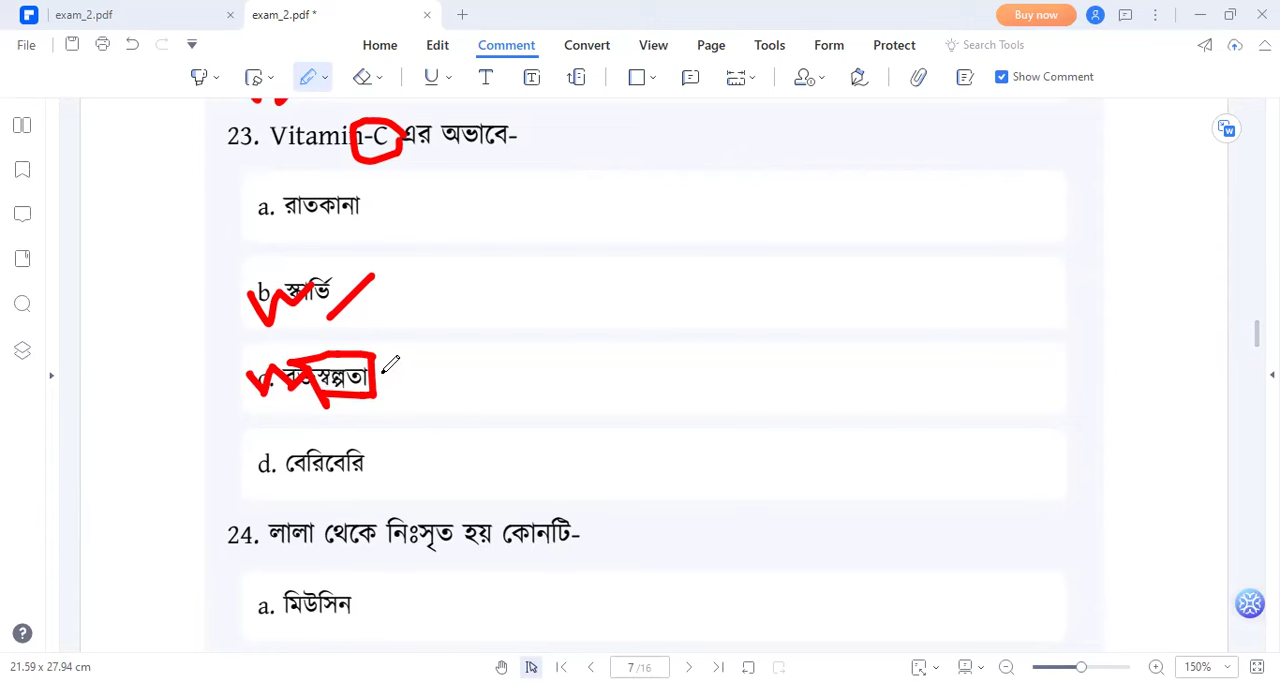 exam_2.pdf
exam_2.pdf *
Buy now
File
Home Edit Comment Convert View Page Tools Form Protect Search Tools
Show Comment
23. Vitamin-C এর অভাবে-
a. রাতকানা
b. স্কার্ভি
c. রক্তস্বল্পতা
d. বেরিবেরি
24. লালা থেকে নিঃসৃত হয় কোনটি-
a. মিউসিন
21.59 x 27.94 cm
7 /16
150%